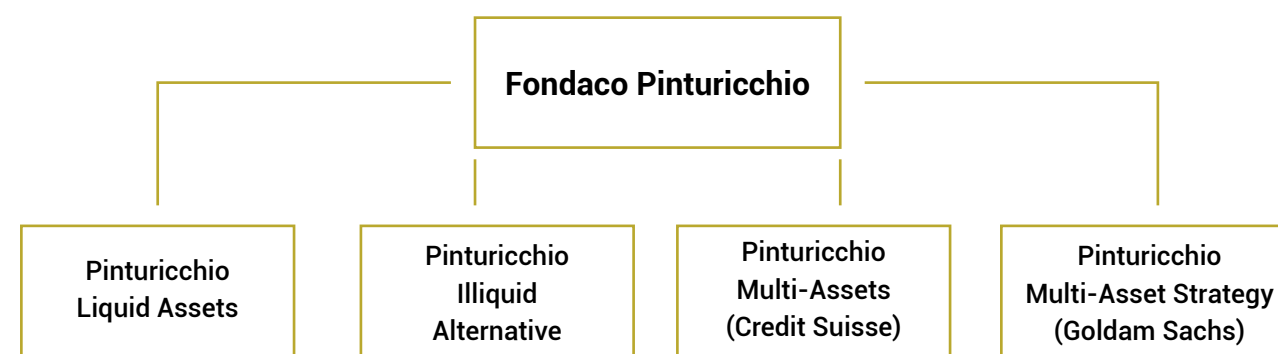 Fondaco Pinturicchio
Pinturicchio
Liquid Assets
Pinturicchio
Illiquid
Alternative
Pinturicchio
Multi-Assets
(Credit Suisse)
Pinturicchio
Multi-Asset Strategy
(Goldam Sachs)